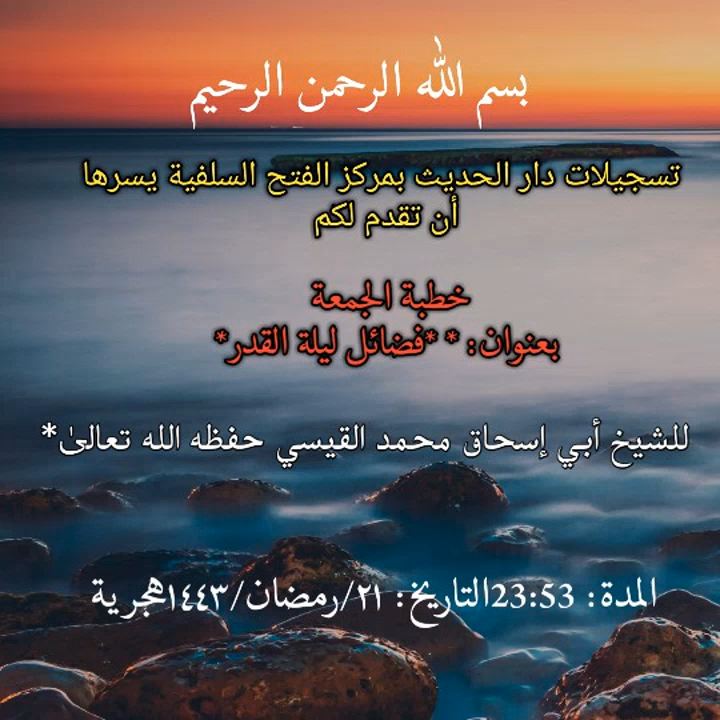 بسم الله الرحمن الرحيم
تسجيلات دار الحديث بمركز الفتح السلفية يسرها
أن تقدم لكم
خطبة الجمعة
بعنوان: * *فضائل ليلة القدر*
للشيخ أبي إسحاق محمد القيسي حفظه الله تعالىٰ*
المدة: 23:53التاريخ: ٢١/رمضان/١٤٤٣هجرية